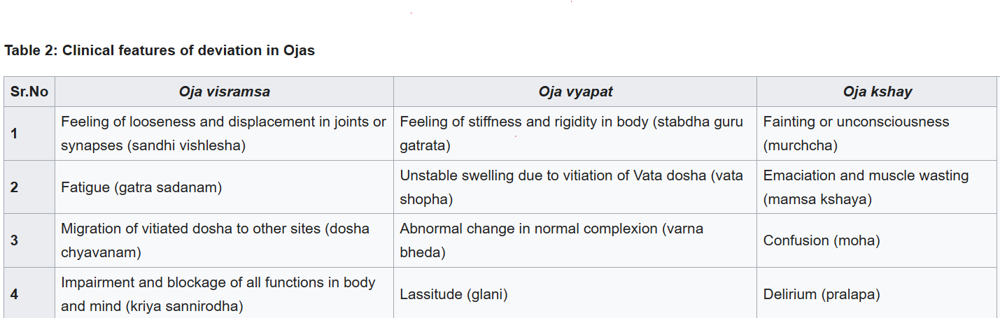 Table 2: Clinical features of deviation in Ojas
Sr.No Oja visramsa Oja vyapat Oja kshay
1 Feeling of looseness and displacement in joints or synapses (sandhi vishlesha) Feeling of stiffness and rigidity in body (stabdha guru gatrata) Fainting or unconsciousness (murchcha)
2 Fatigue (gatra sadanam) Unstable swelling due to vitiation of Vata dosha (vata shopha) Emaciation and muscle wasting (mamsa kshaya)
3 Migration of vitiated dosha to other sites (dosha chyavanam) Abnormal change in normal complexion (varna bheda) Confusion (moha)
4 Impairment and blockage of all functions in body and mind (kriya sannirodha) Lassitude (glani) Delirium (pralapa)